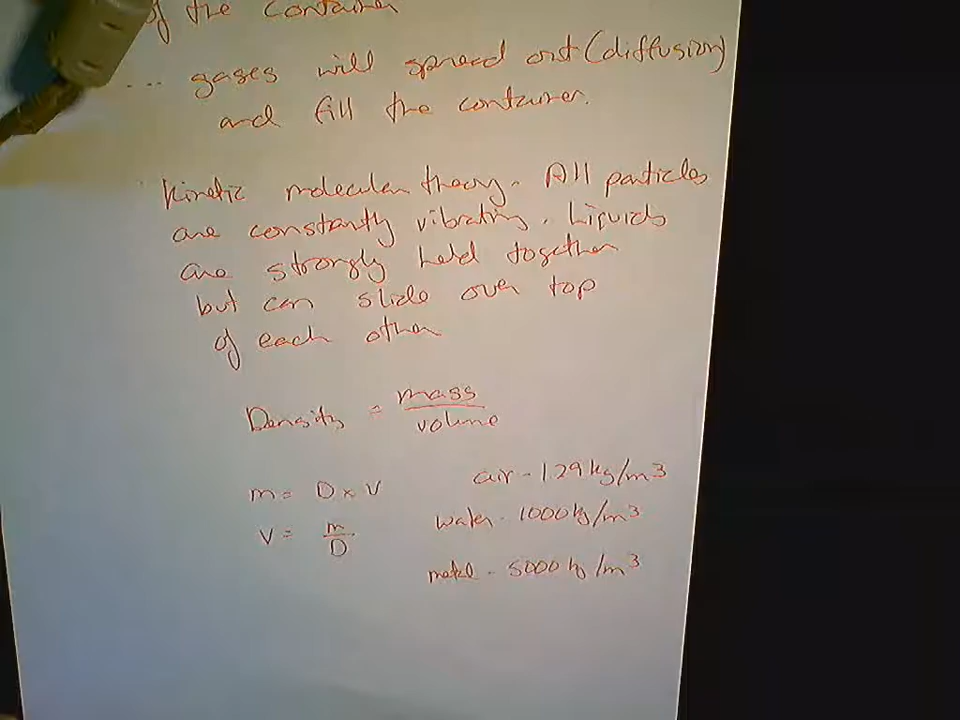 of the container
... gases will spread out (diffusion)
and fill the container.
Kinetic molecular theory. All particles
are constantly vibrating. Liquids
are strongly held together
but can slide over top
of each other
Density = mass
volume
m = D x V
air - 1.29 kg/m3
V = m
D
water - 1000 kg/m3
metal - 5000 kg/m3